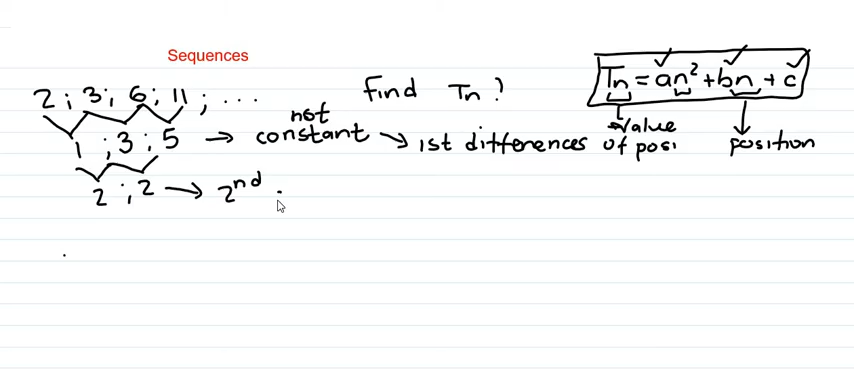 Sequences
2 ; 3 ; 6 ; 11 ; ... Find Tn ? Tn = an² + bn + c
1 ; 3 ; 5 → not constant → 1st differences
value of posi
position
2 ; 2 → 2nd